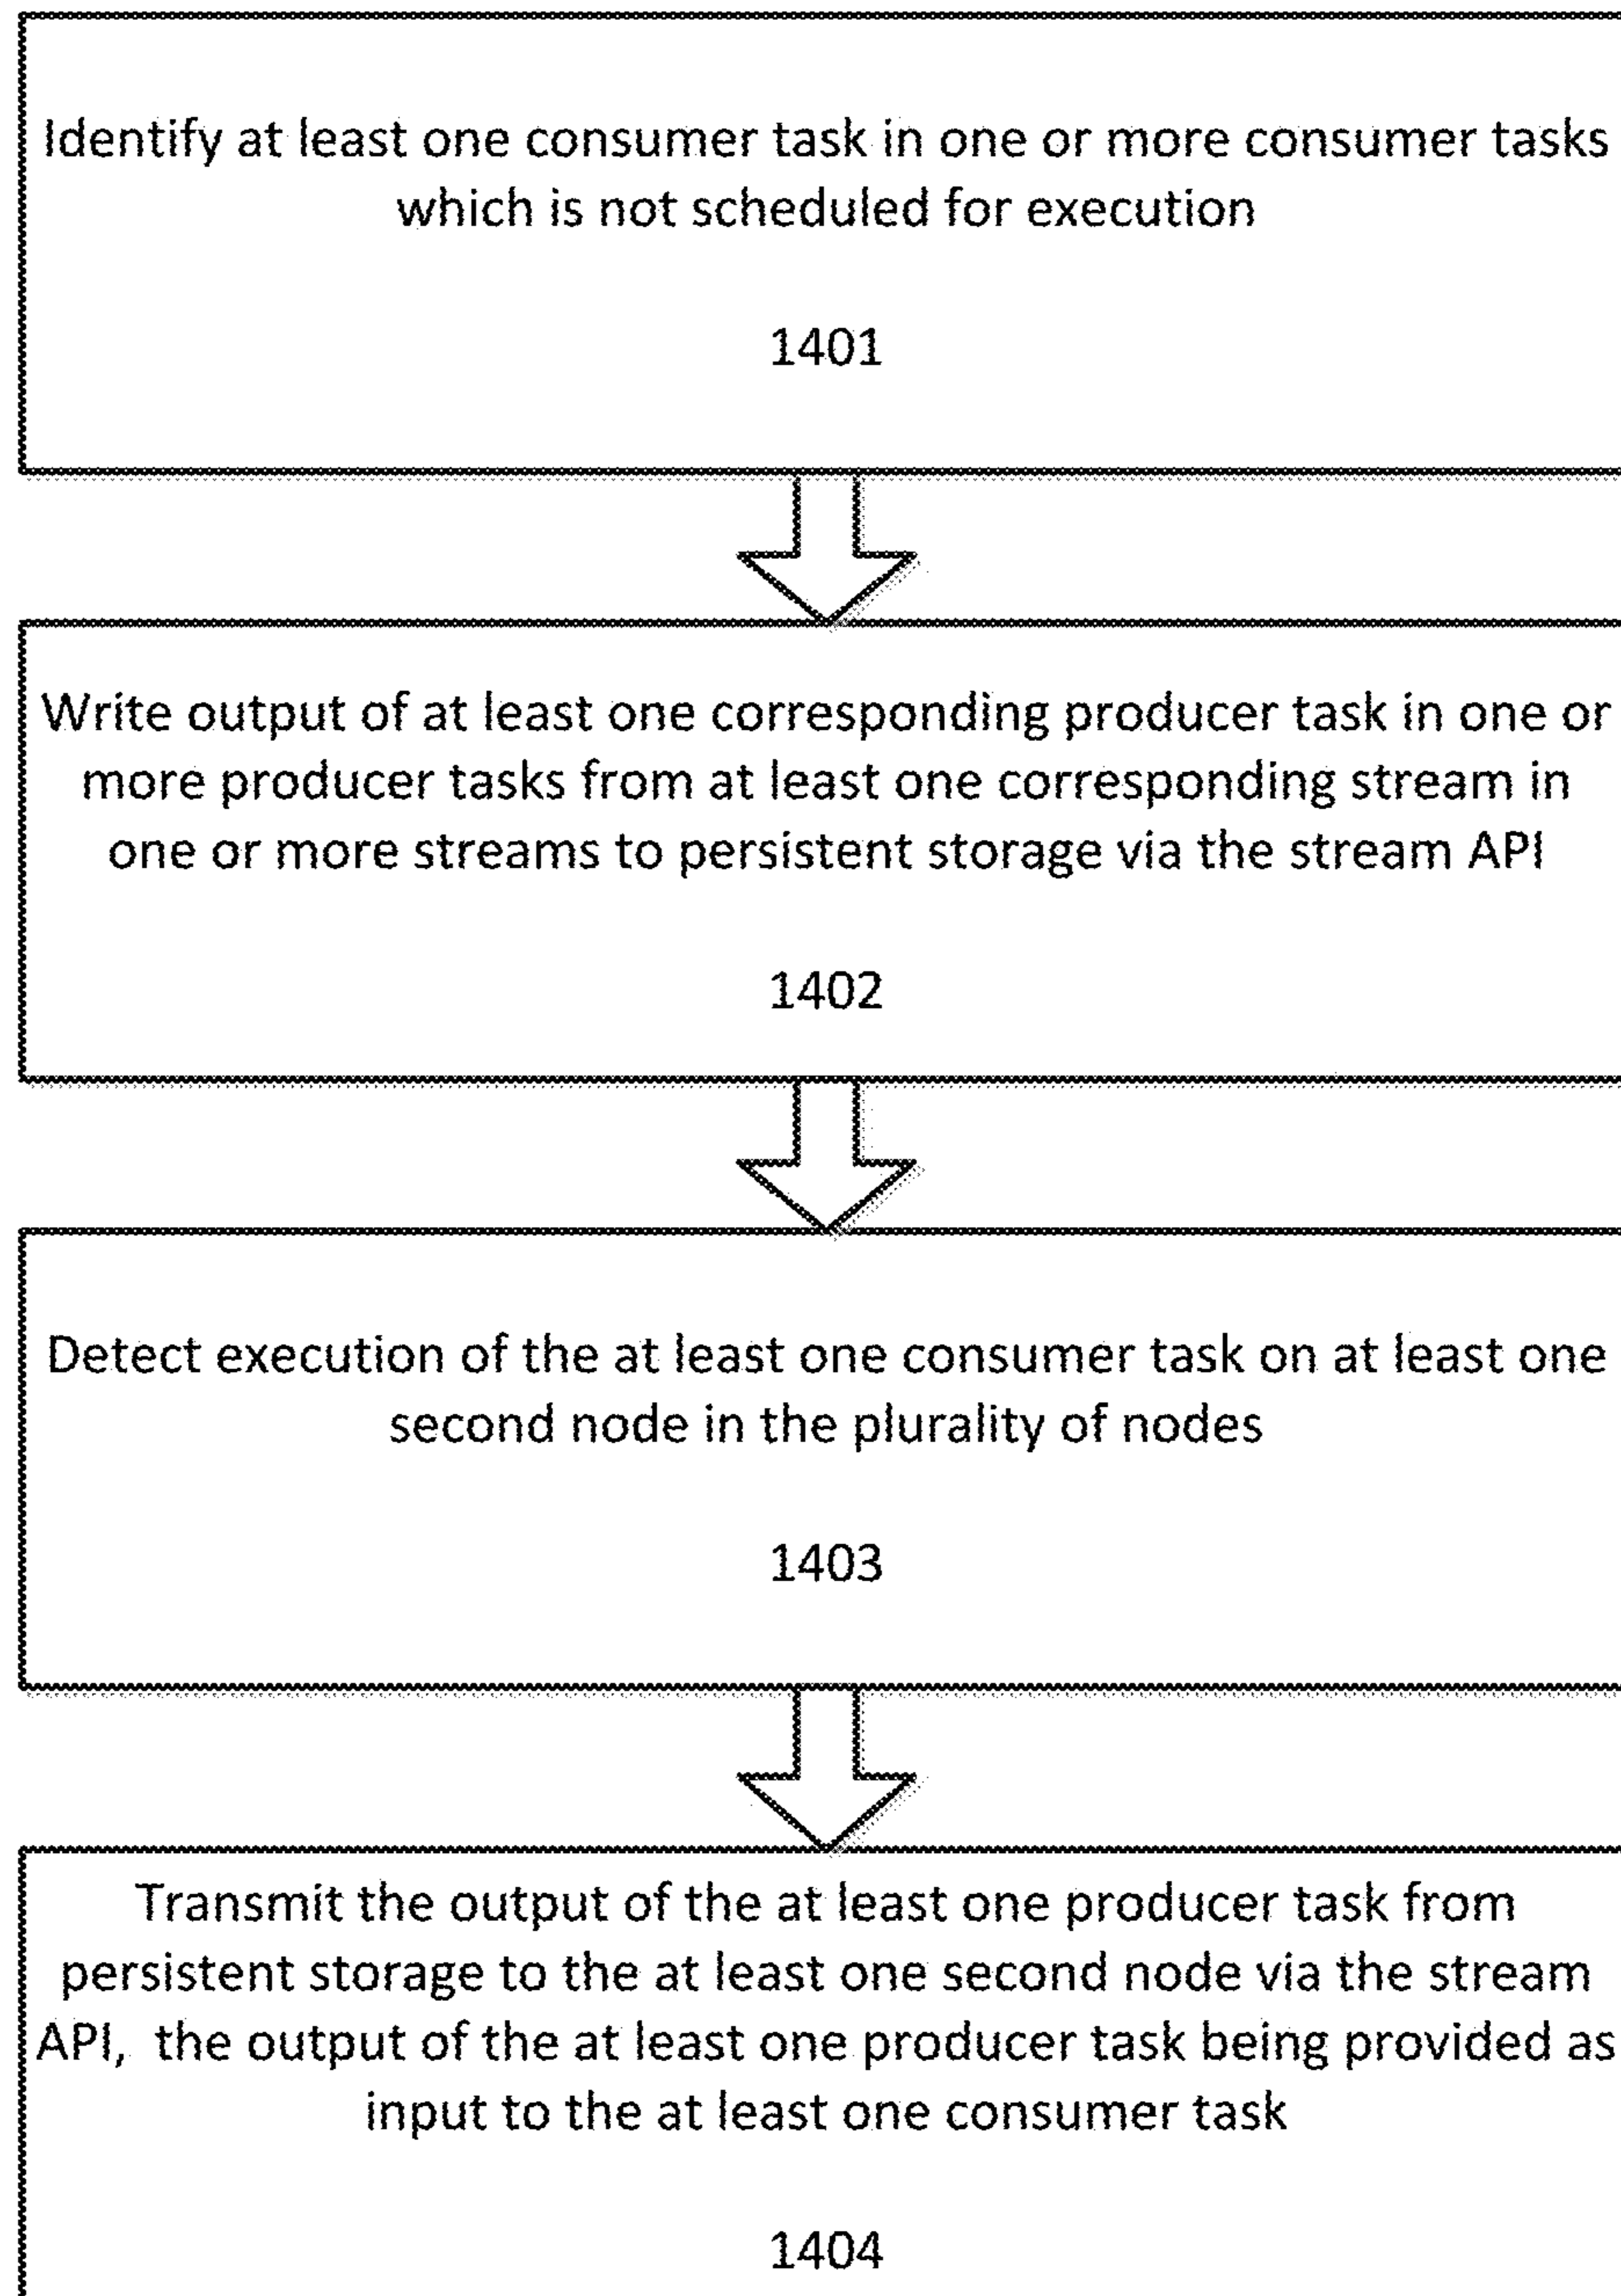 Identify at least one consumer task in one or more consumer tasks
which is not scheduled for execution
1401
Write output of at least one corresponding producer task in one or
more producer tasks from at least one corresponding stream in
one or more streams to persistent storage via the stream API
1402
Detect execution of the at least one consumer task on at least one
second node in the plurality of nodes
1403
Transmit the output of the at least one producer task from
persistent storage to the at least one second node via the stream
API,  the output of the at least one producer task being provided as
input to the at least one consumer task
1404